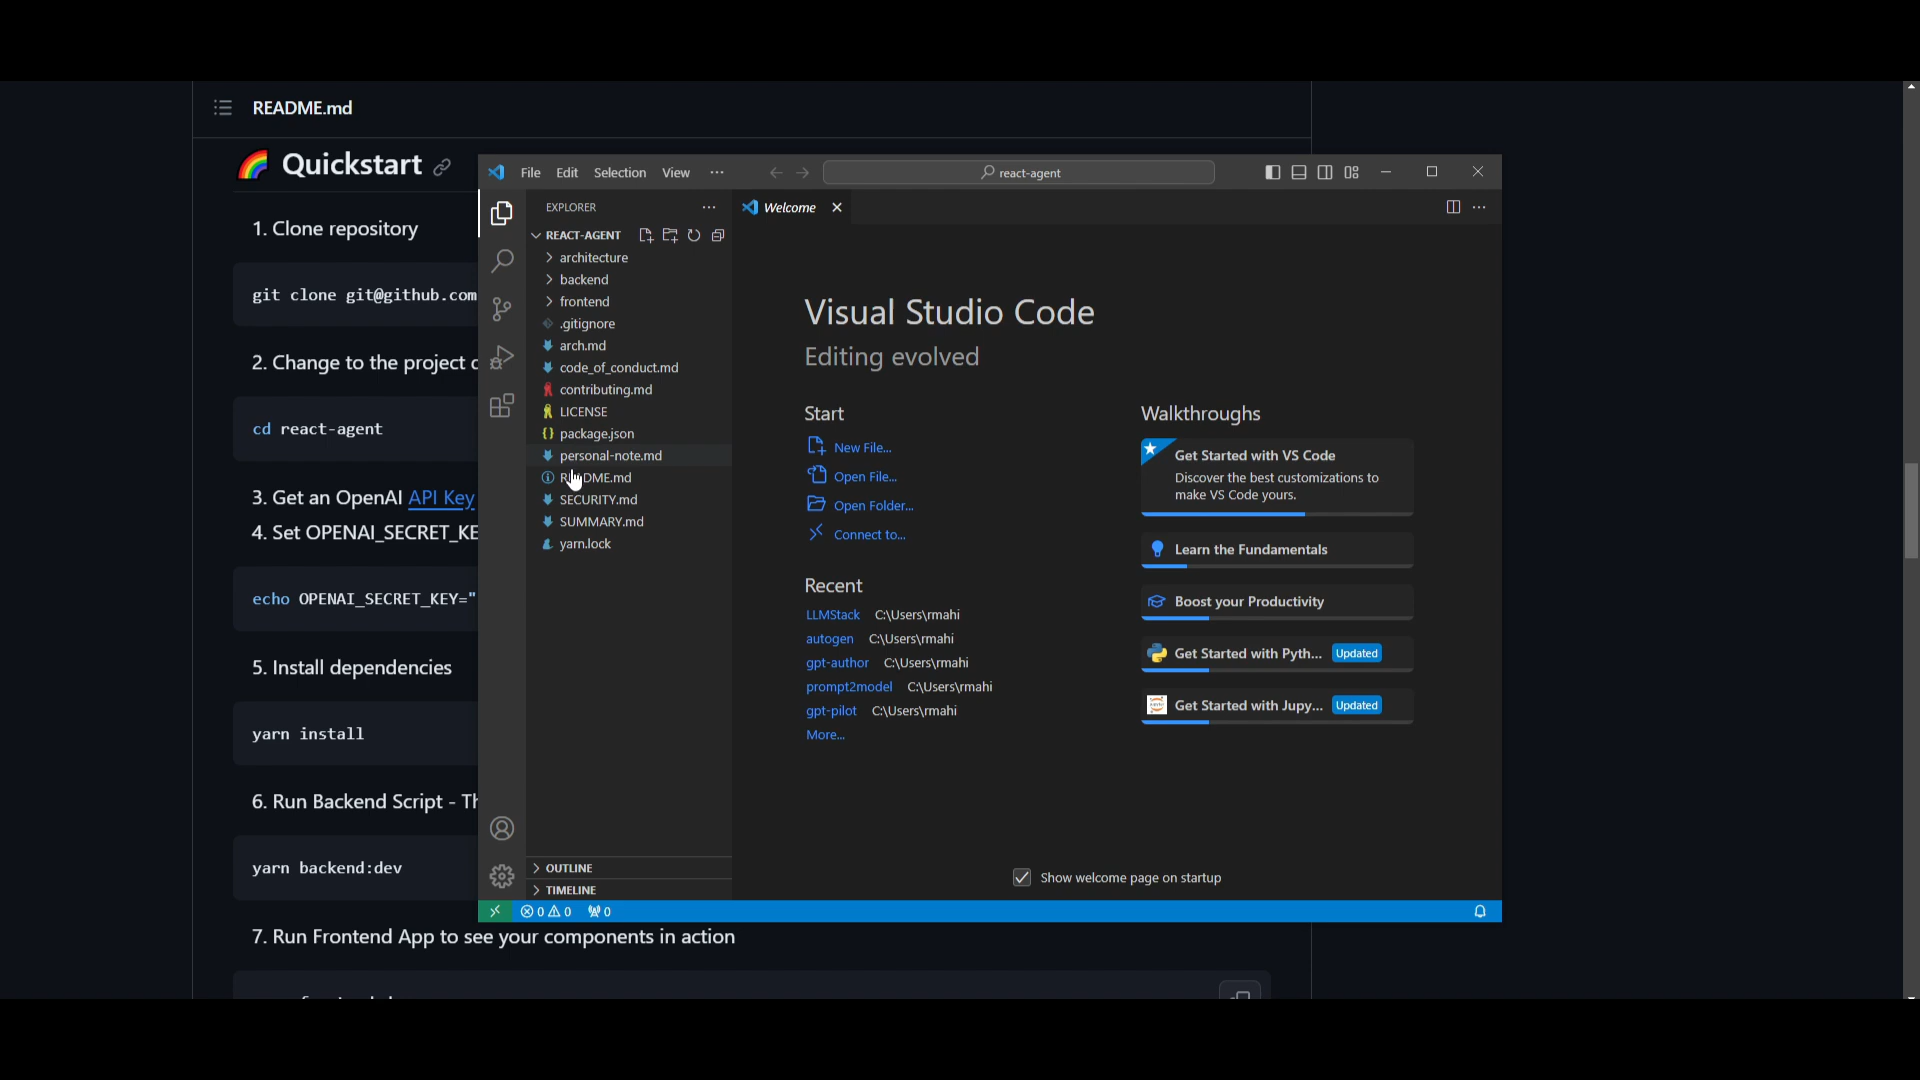 README.md
Quickstart
1. Clone repository
git clone git@github.com
2. Change to the project
cd react-agent
3. Get an OpenAI API Key
4. Set OPENAI_SECRET_KE
echo OPENAI_SECRET_KEY="
5. Install dependencies
yarn install
6. Run Backend Script - Th
yarn backend:dev
7. Run Frontend App to see your components in action
File Edit Selection View
react-agent
EXPLORER
REACT-AGENT
architecture
backend
frontend
.gitignore
arch.md
code_of_conduct.md
contributing.md
LICENSE
package.json
personal-note.md
README.md
SECURITY.md
SUMMARY.md
yarn.lock
OUTLINE
TIMELINE
0 0 0
Welcome
Visual Studio Code
Editing evolved
Start
New File...
Open File...
Open Folder...
Connect to...
Recent
LLMStack C:\Users\rmahi
autogen C:\Users\rmahi
gpt-author C:\Users\rmahi
prompt2model C:\Users\rmahi
gpt-pilot C:\Users\rmahi
More...
Walkthroughs
Get Started with VS Code
Discover the best customizations to
make VS Code yours.
Learn the Fundamentals
Boost your Productivity
Get Started with Pyth... Updated
Get Started with Jupy... Updated
Show welcome page on startup